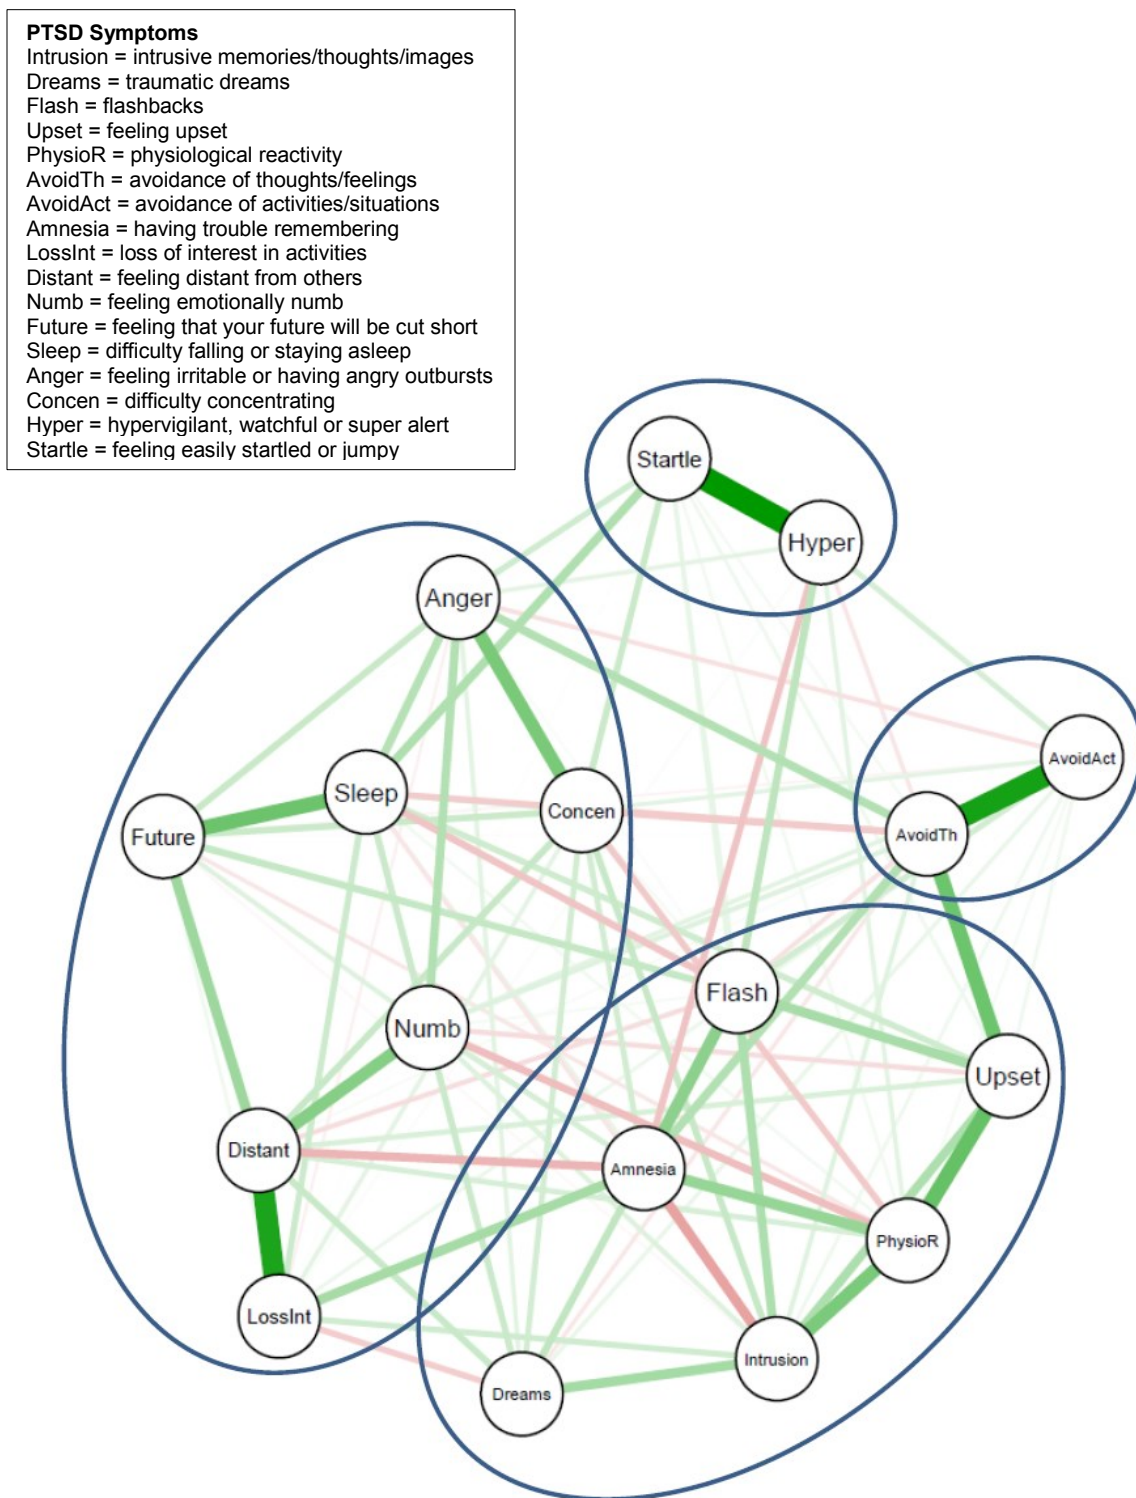 PTSD Symptoms
Intrusion = intrusive memories/thoughts/images
Dreams = traumatic dreams
Flash = flashbacks
Upset = feeling upset
PhysioR = physiological reactivity
AvoidTh = avoidance of thoughts/feelings
AvoidAct = avoidance of activities/situations
Amnesia = having trouble remembering
LossInt = loss of interest in activities
Distant = feeling distant from others
Numb = feeling emotionally numb
Future = feeling that your future will be cut short
Sleep = difficulty falling or staying asleep
Anger = feeling irritable or having angry outbursts
Concen = difficulty concentrating
Hyper = hypervigilant, watchful or super alert
Startle = feeling easily startled or jumpy
Startle
Hyper
Anger
AvoidAct
Sleep
Concen
Future
AvoidTh
Flash
Numb
Upset
Distant
Amnesia
PhysioR
LossInt
Intrusion
Dreams